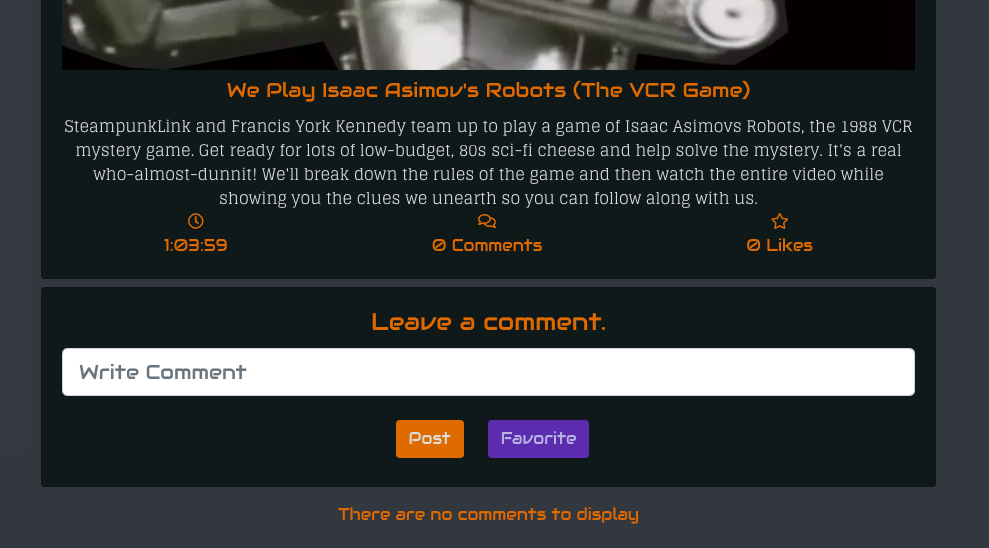 We Play Isaac Asimov's Robots (The VCR Game)
SteampunkLink and Francis York Kennedy team up to play a game of Isaac Asimovs Robots, the 1988 VCR
mystery game. Get ready for lots of low-budget, 80s sci-fi cheese and help solve the mystery. It's a real
who-almost-dunnit! We'll break down the rules of the game and then watch the entire video while
showing you the clues we unearth so you can follow along with us.
1:03:59
0 Comments
0 Likes
Leave a comment.
Write Comment
Post
Favorite
There are no comments to display